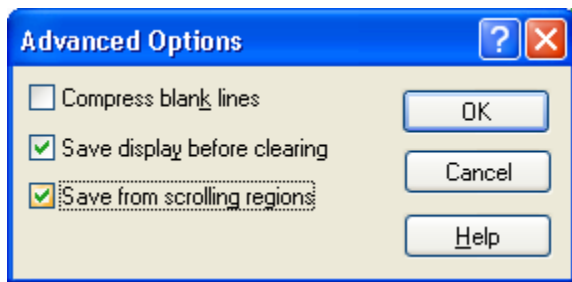 Advanced Options
Compress blank lines
Save display before clearing
Save from scrolling regions
OK
Cancel
Help